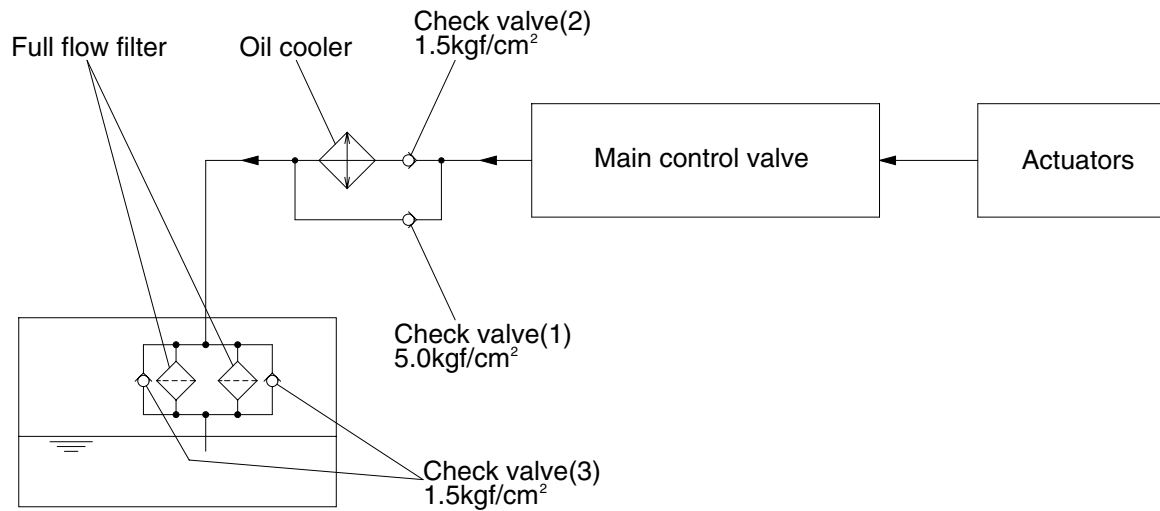 Check valve(2)
1.5kgf/cm²
Full flow filter
Oil cooler
Main control valve
Actuators
Check valve(1)
5.0kgf/cm²
Check valve(3)
1.5kgf/cm²